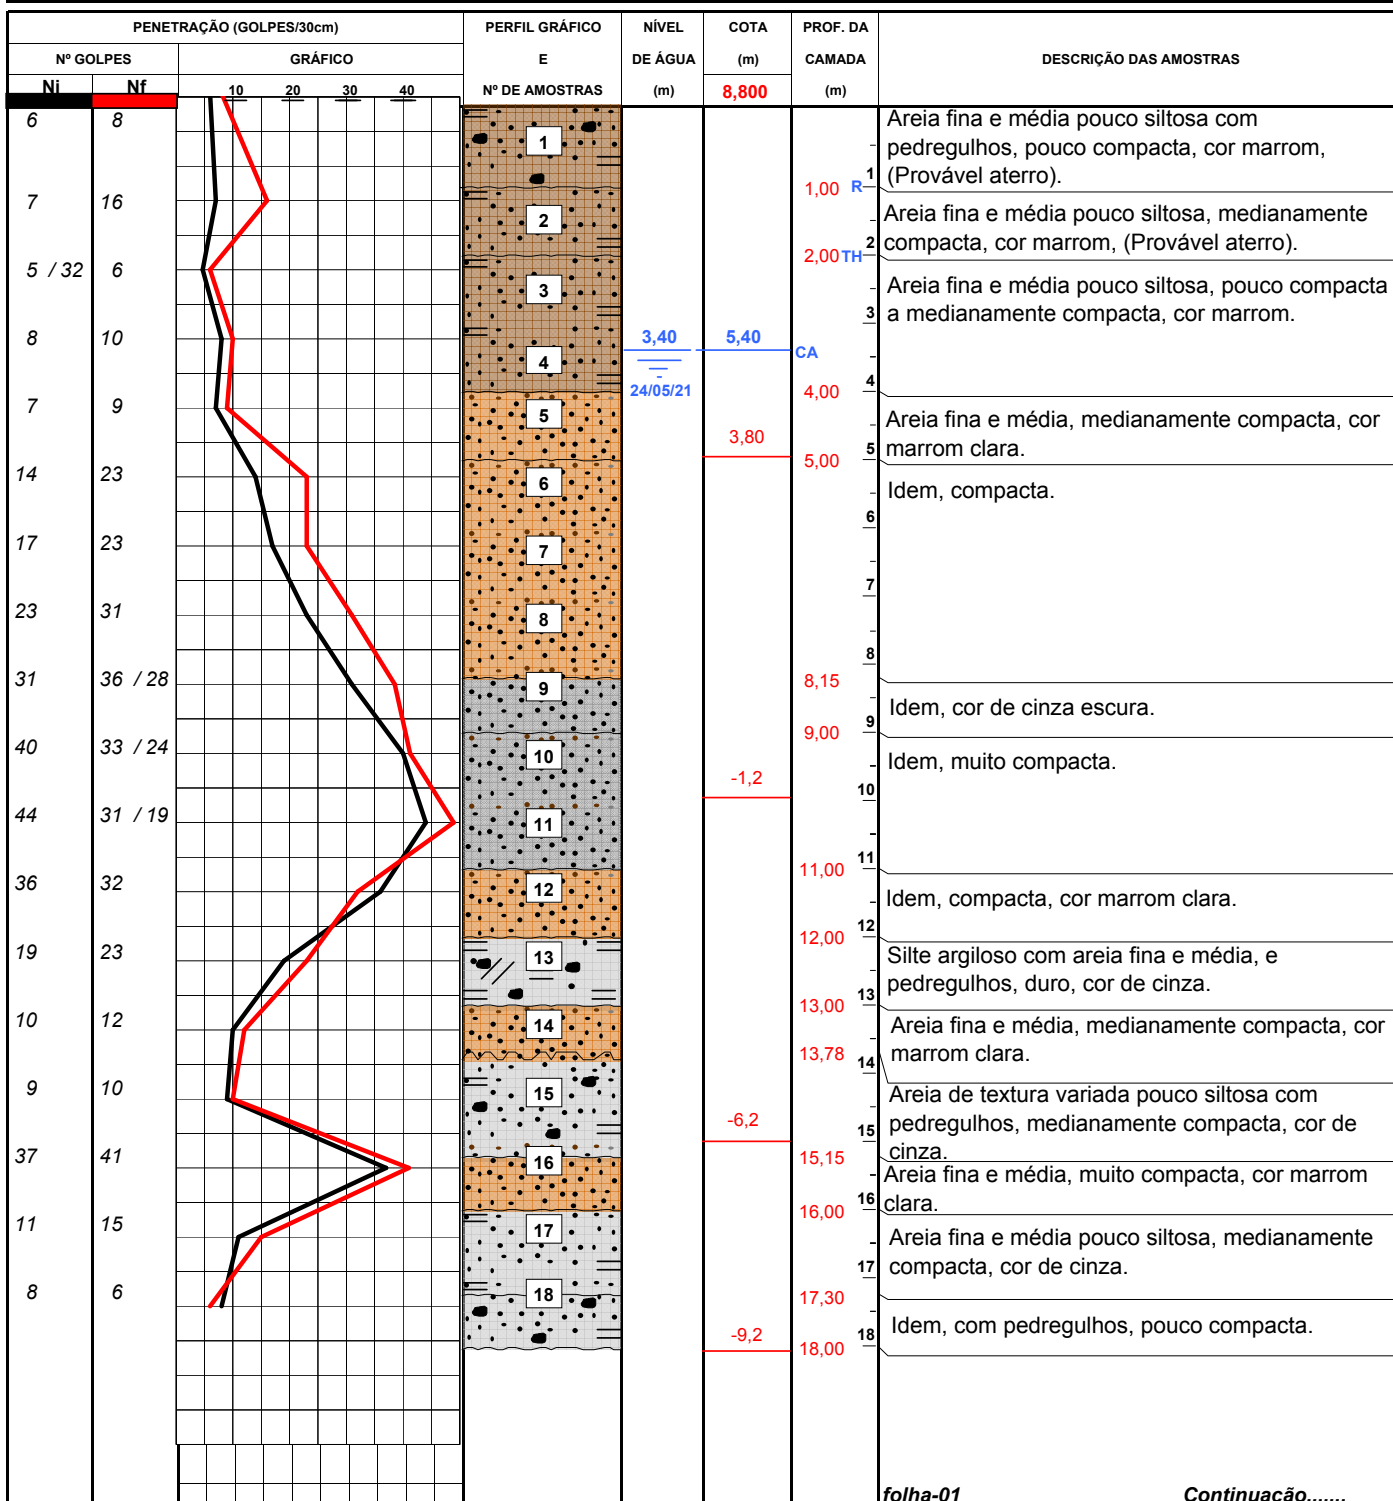 PENETRAÇÃO (GOLPES/30cm) PERFIL GRÁFICO NÍVEL COTA PROF. DA
Nº GOLPES GRÁFICO E DE ÁGUA (m) CAMADA DESCRIÇÃO DAS AMOSTRAS
Ni Nf 10 20 30 40 Nº DE AMOSTRAS (m) 8,800 (m)
6 8 1 Areia fina e média pouco siltosa com
pedregulhos, pouco compacta, cor marrom,
1,00 R 1 (Provável aterro).
7 16 2 Areia fina e média pouco siltosa, medianamente
2,00 TH 2 compacta, cor marrom, (Provável aterro).
5 / 32 6 3 Areia fina e média pouco siltosa, pouco compacta
3 a medianamente compacta, cor marrom.
8 10 4 3,40 5,40 CA
24/05/21 4,00 4
7 9 5 Areia fina e média, medianamente compacta, cor
3,80 5,00 5 marrom clara.
14 23 6 Idem, compacta.
6
17 23 7
7
23 31 8
8
31 36 / 28 9 8,15
Idem, cor de cinza escura.
9,00 9
40 33 / 24 10 Idem, muito compacta.
-1,2 10
44 31 / 19 11
11,00 11
36 32 12 Idem, compacta, cor marrom clara.
12,00 12
19 23 13 Silte argiloso com areia fina e média, e
13,00 13 pedregulhos, duro, cor de cinza.
10 12 14 Areia fina e média, medianamente compacta, cor
13,78 14 marrom clara.
9 10 15 Areia de textura variada pouco siltosa com
-6,2 15 pedregulhos, medianamente compacta, cor de
15,15 cinza.
37 41 16 Areia fina e média, muito compacta, cor marrom
16,00 16 clara.
11 15 17 Areia fina e média pouco siltosa, medianamente
17 compacta, cor de cinza.
8 6 18 17,30
-9,2 18,00 18 Idem, com pedregulhos, pouco compacta.
folha-01 Continuação.......